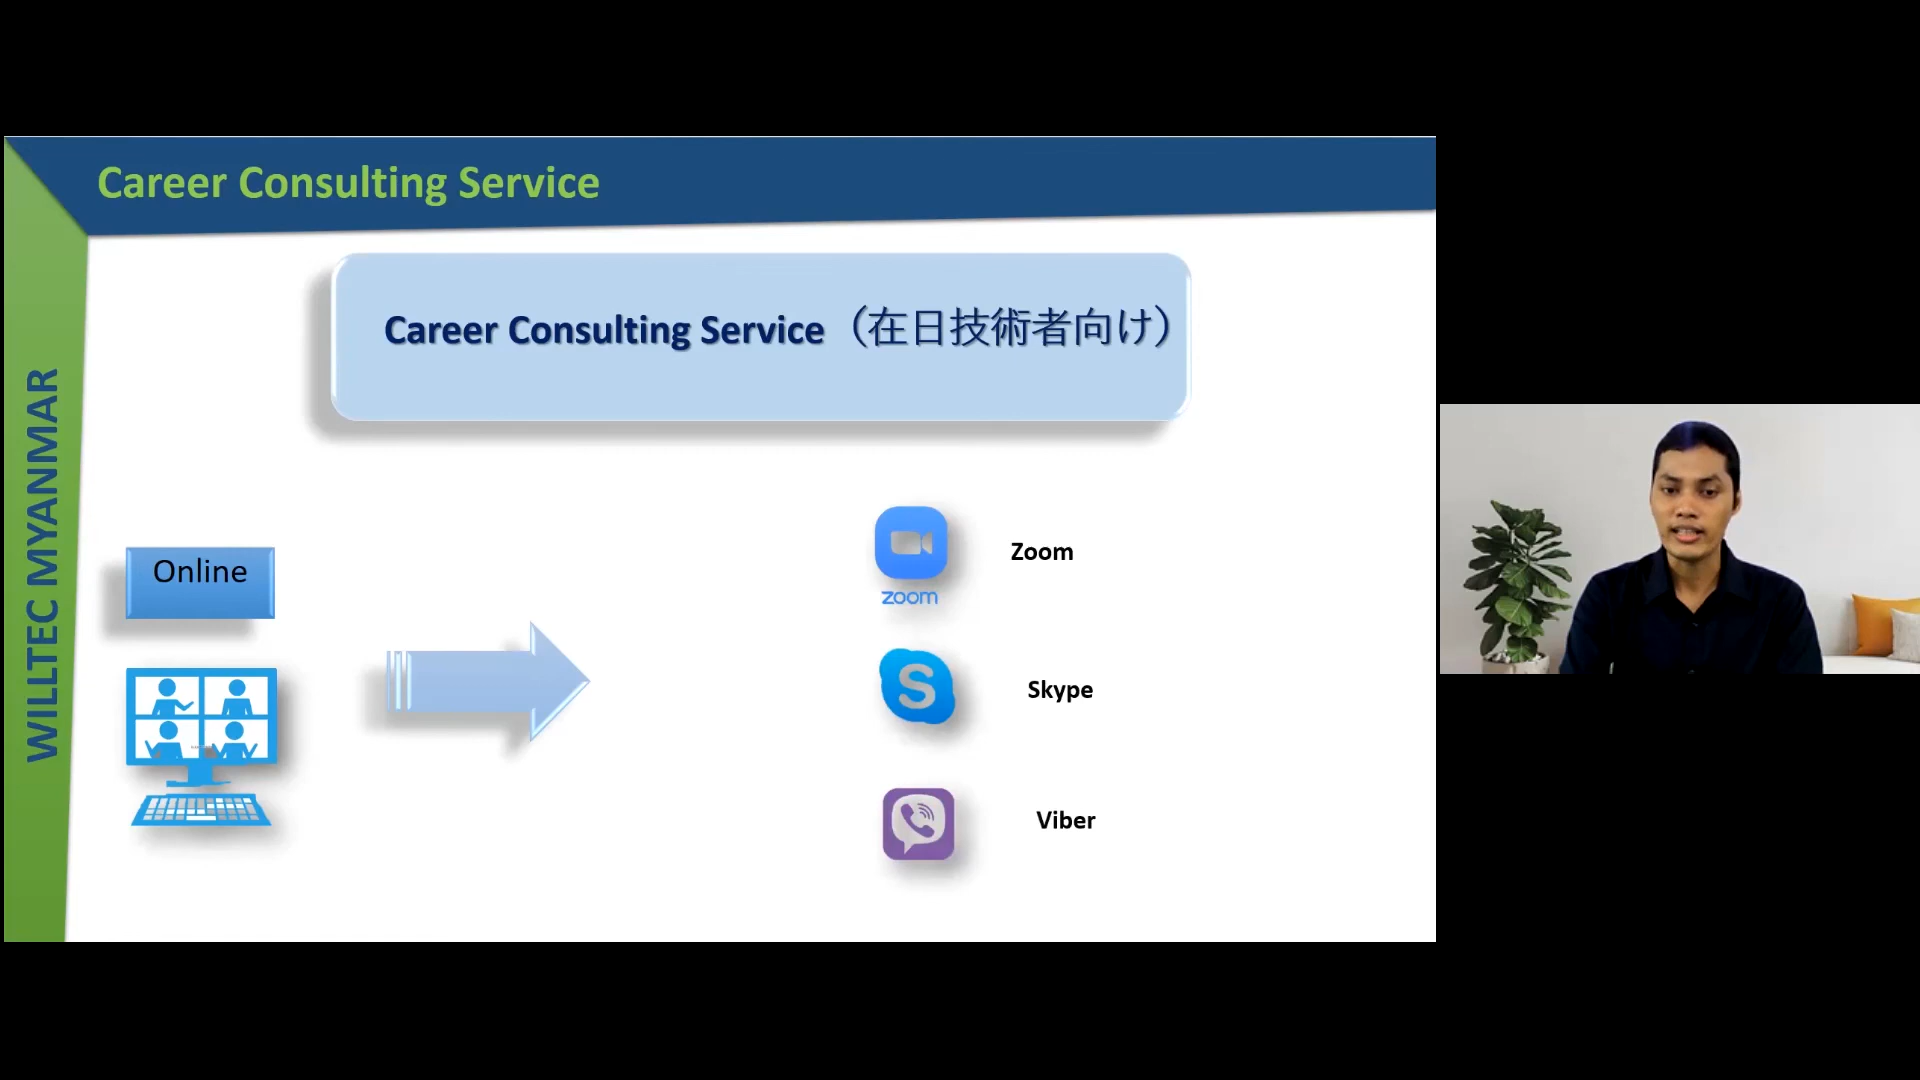 Career Consulting Service
Career Consulting Service（在日技術者向け）
WILLTEC MYANMAR
Online
zoom
Zoom
S
Skype
Viber